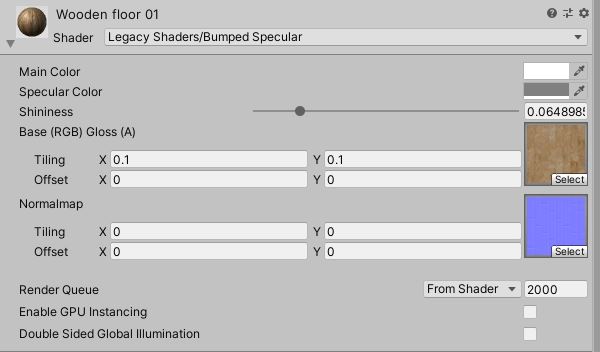 Wooden floor 01
Shader Legacy Shaders/Bumped Specular
Main Color
Specular Color
Shininess 0.064898
Base (RGB) Gloss (A)
Tiling X 0.1 Y 0.1
Offset X 0 Y 0
Select
Normalmap
Tiling X 0 Y 0
Offset X 0 Y 0
Select
Render Queue From Shader 2000
Enable GPU Instancing
Double Sided Global Illumination